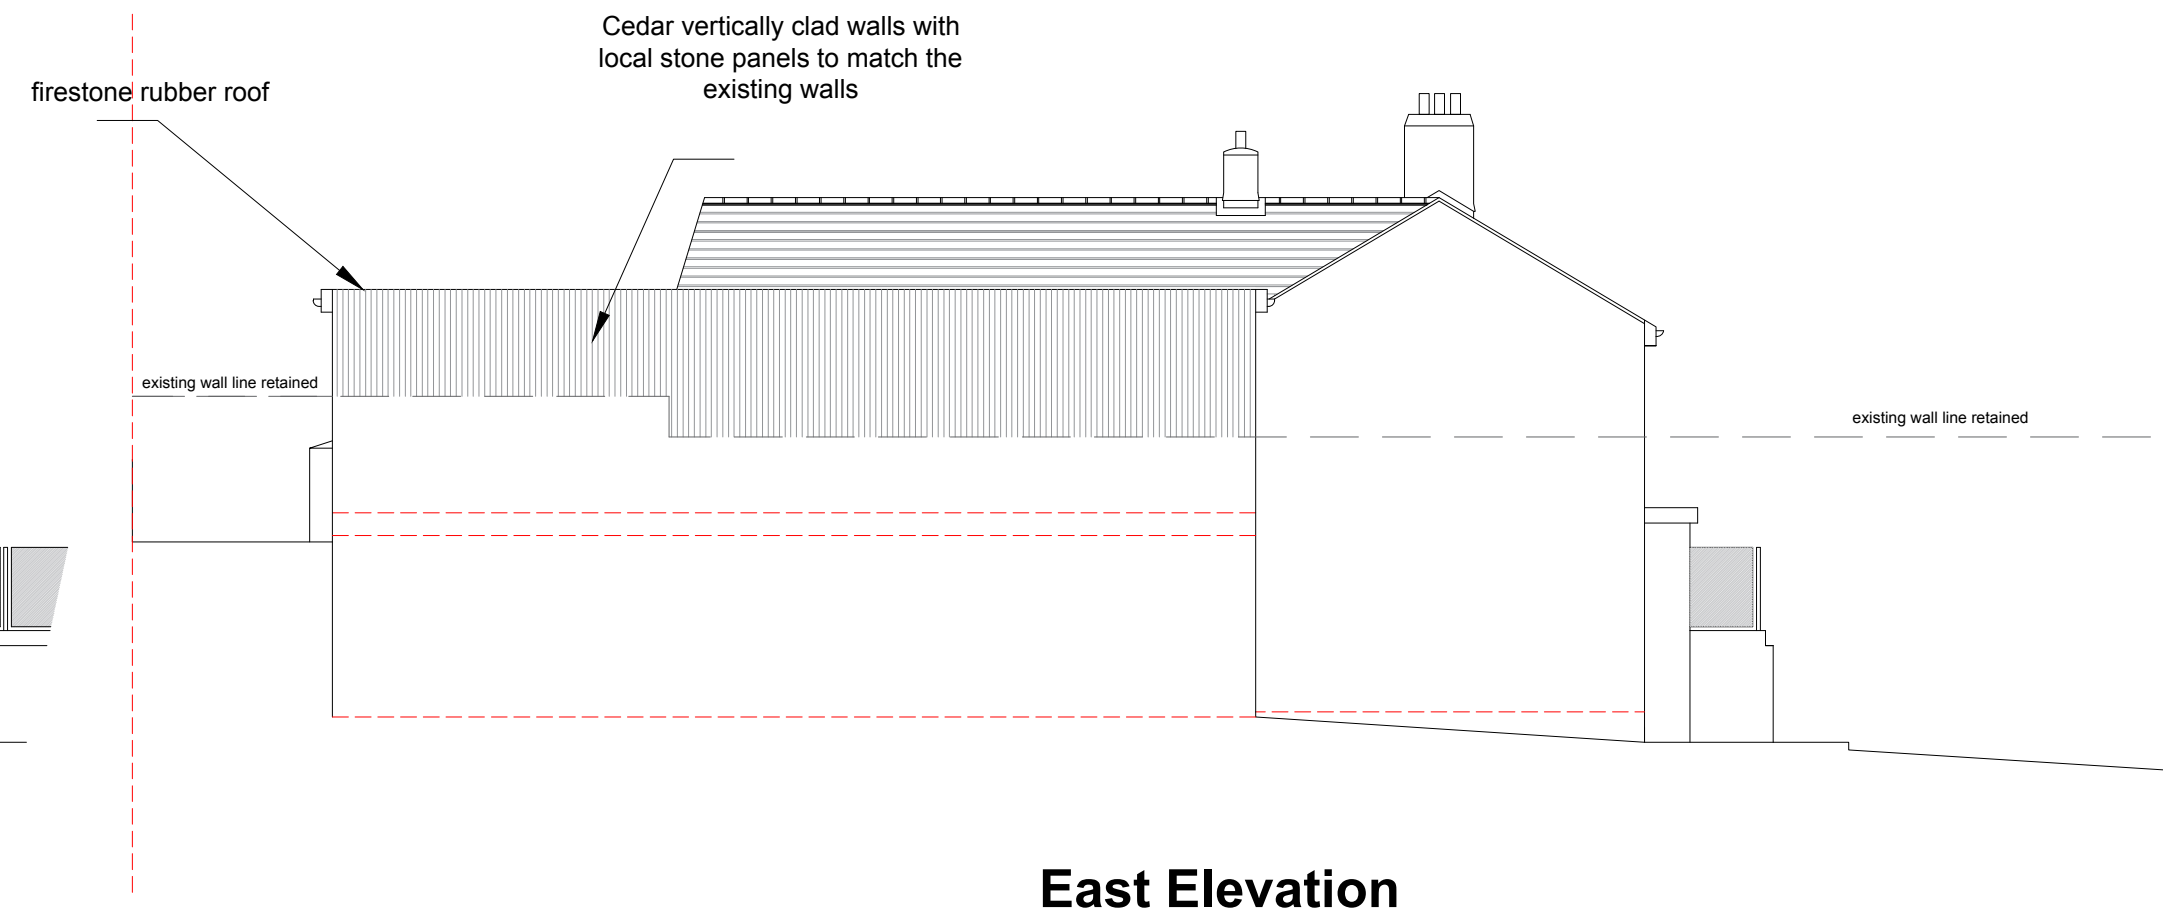 Cedar vertically clad walls with
local stone panels to match the
existing walls
firestone rubber roof
existing wall line retained
existing wall line retained
East Elevation